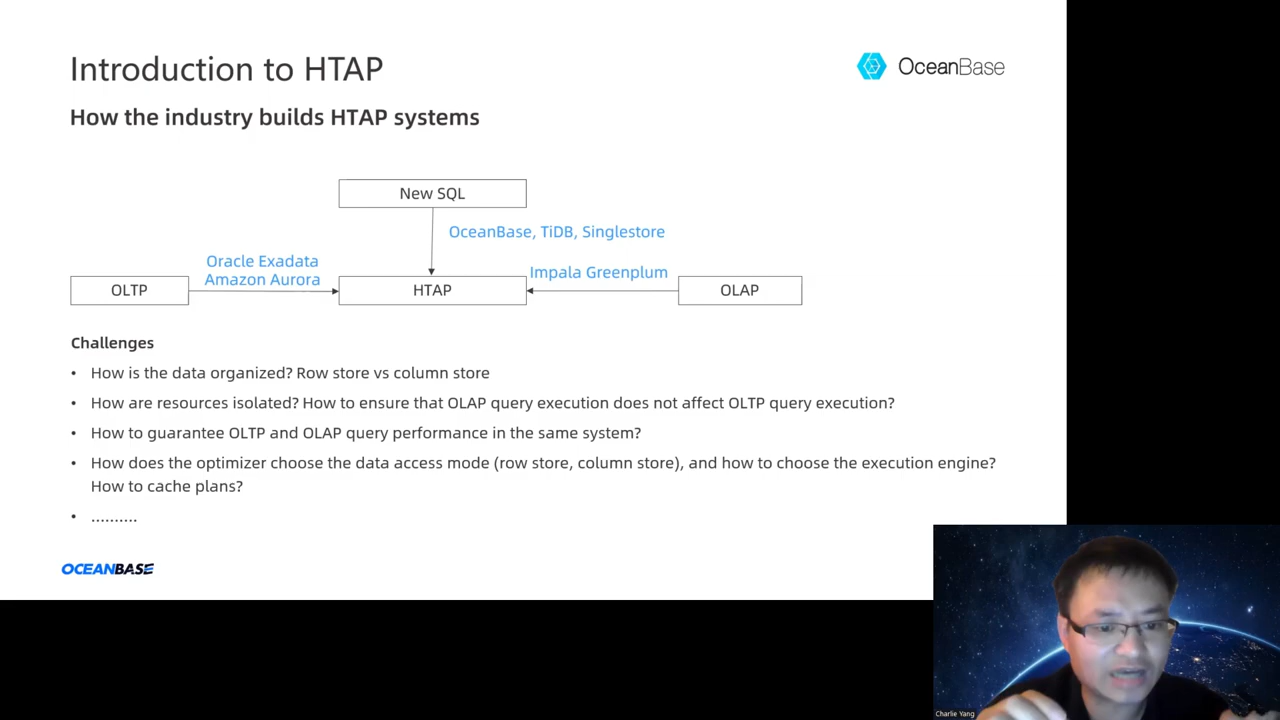 Introduction to HTAP
OceanBase
How the industry builds HTAP systems
New SQL
OceanBase, TiDB, Singlestore
Oracle Exadata
Amazon Aurora
Impala Greenplum
OLTP
HTAP
OLAP
Challenges
• How is the data organized? Row store vs column store
• How are resources isolated? How to ensure that OLAP query execution does not affect OLTP query execution?
• How to guarantee OLTP and OLAP query performance in the same system?
• How does the optimizer choose the data access mode (row store, column store), and how to choose the execution engine?
How to cache plans?
• ..........
OCEANBASE
Charlie Yang